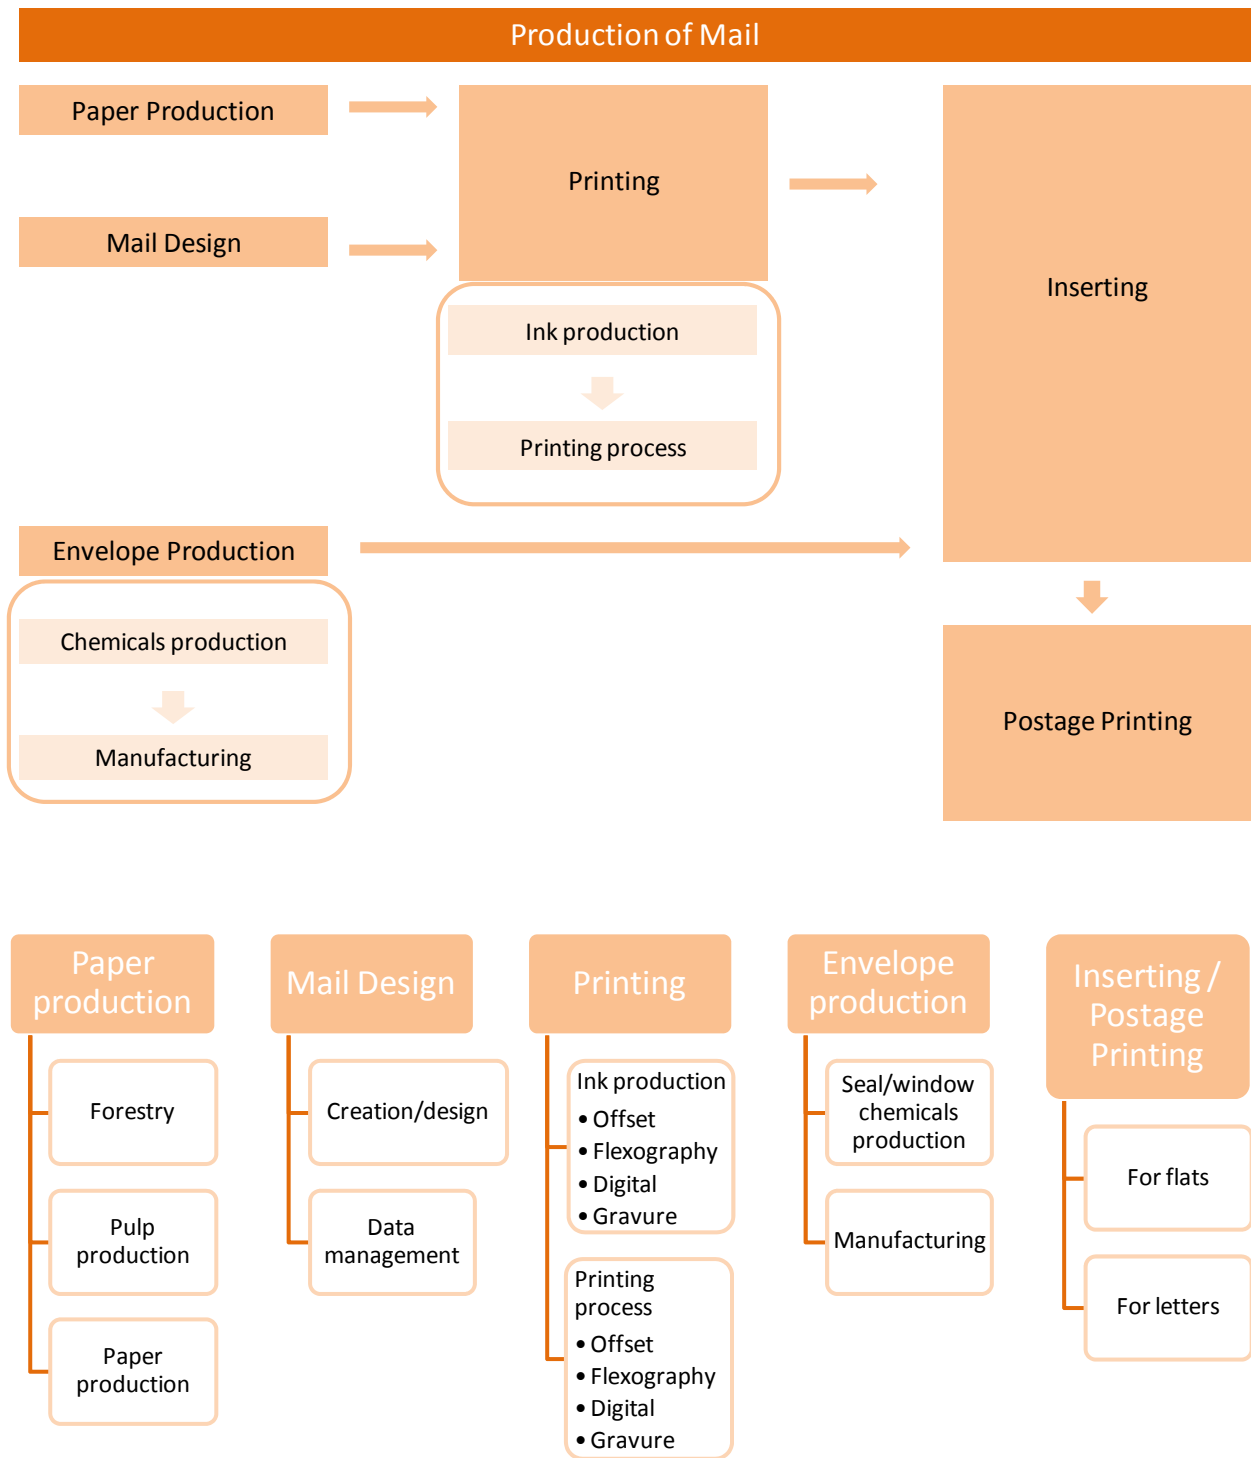 Production of Mail
Paper Production
Mail Design
Printing
Ink production
Printing process
Inserting
Envelope Production
Chemicals production
Manufacturing
Postage Printing
Paper
production
Forestry
Pulp
production
Paper
production
Mail Design
Creation/design
Data
management
Printing
Ink production
• Offset
• Flexography
• Digital
• Gravure
Printing
process
• Offset
• Flexography
• Digital
• Gravure
Envelope
production
Seal/window
chemicals
production
Manufacturing
Inserting /
Postage
Printing
For flats
For letters